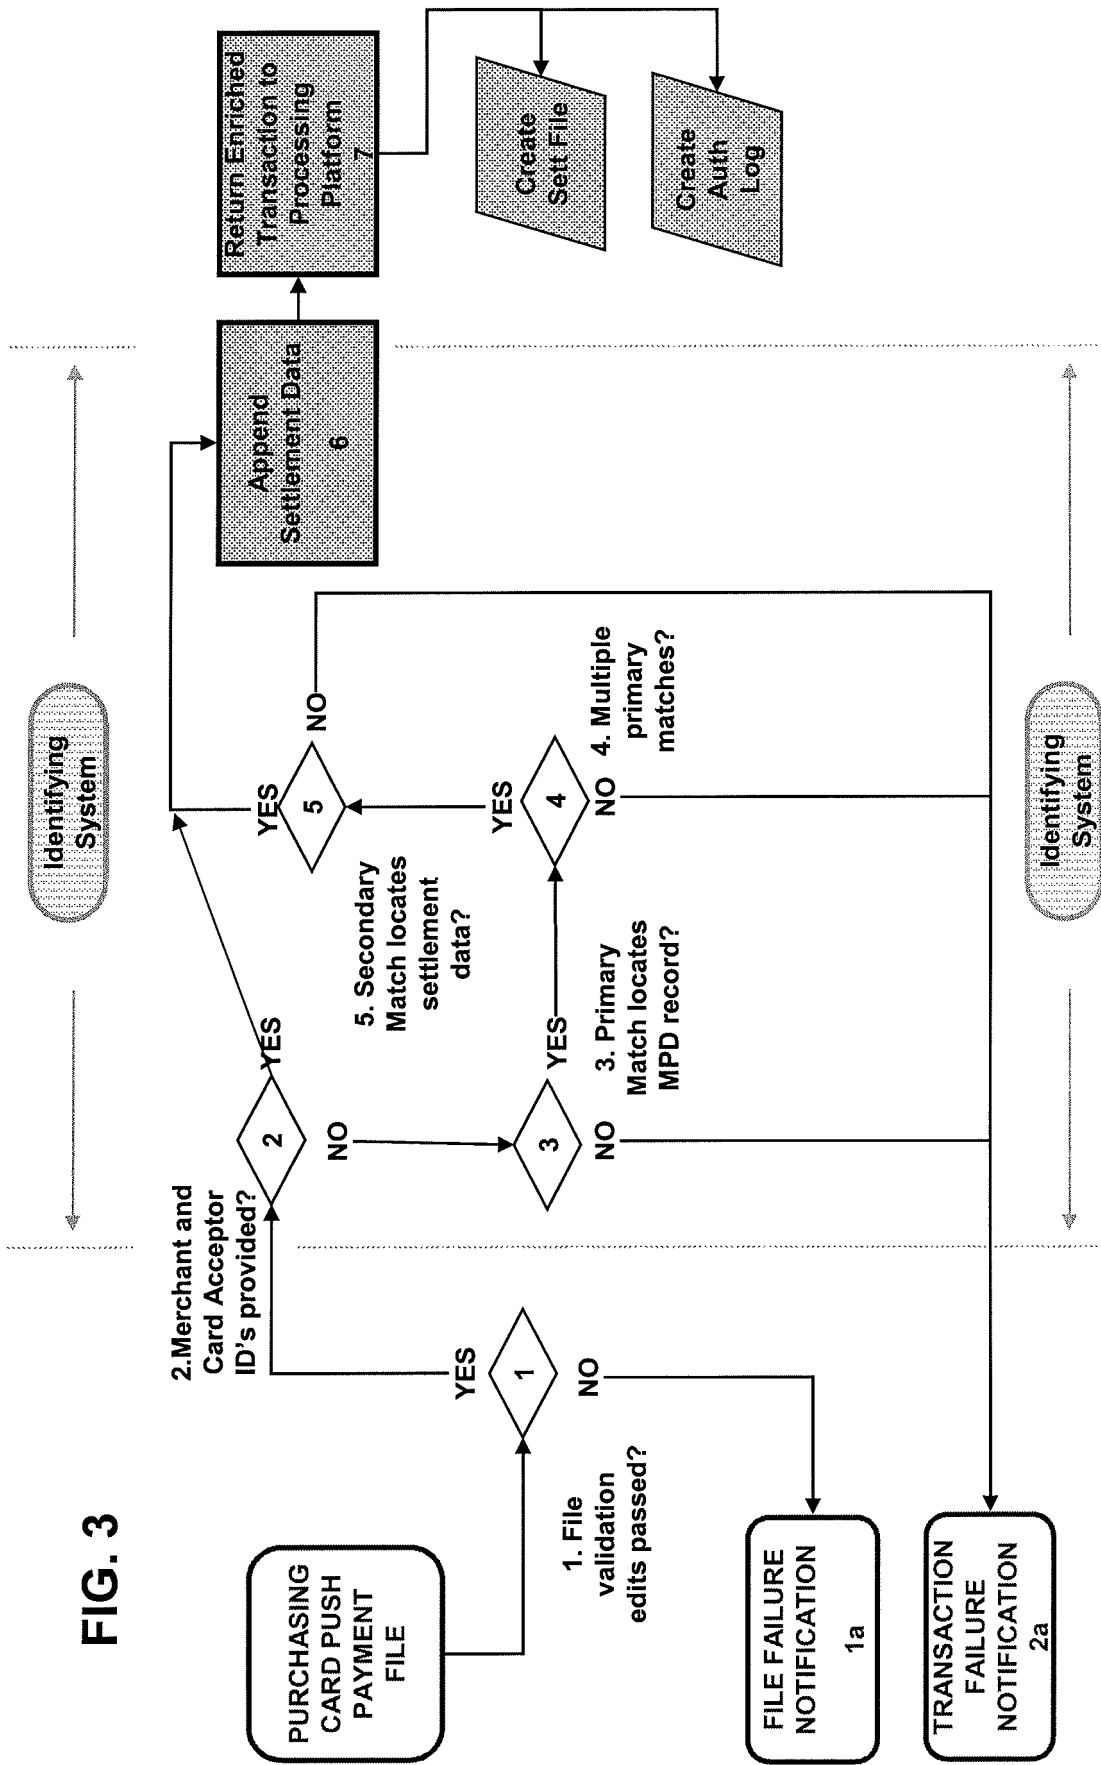 FIG. 3
Identifying
System
PURCHASING
CARD PUSH
PAYMENT
FILE
1. File
validation
edits passed?
1
YES
NO
FILE FAILURE
NOTIFICATION
1a
TRANSACTION
FAILURE
NOTIFICATION
2a
2.Merchant and
Card Acceptor
ID's provided?
2
YES
NO
3
YES
NO
3. Primary
Match locates
MPD record?
4
YES
NO
4. Multiple
primary
matches?
5. Secondary
Match locates
settlement
data?
5
YES
NO
Append
Settlement Data
6
Return Enriched
Transaction to
Processing
Platform
7
Create
Sett File
Create
Auth
Log
Identifying
System